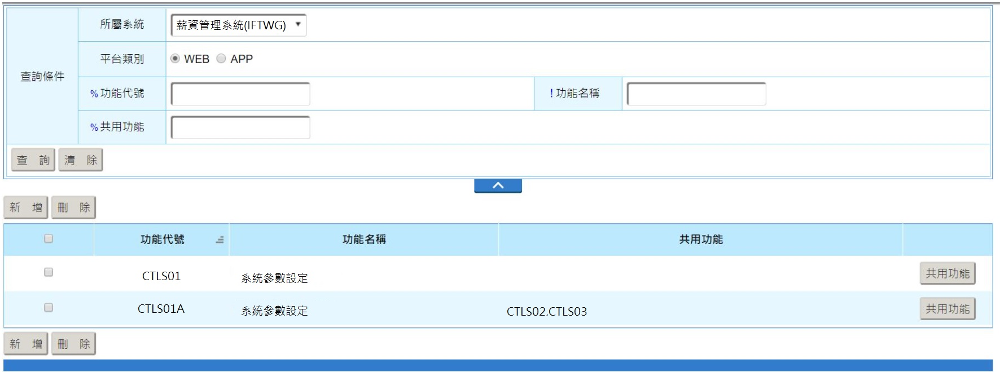 所屬系統 薪資管理系統(IFTWG)
平台類別 WEB APP
查詢條件
%功能代號 !功能名稱
%共用功能
查 詢 清 除
新 增 刪 除
功能代號 功能名稱 共用功能
CTLS01 系統參數設定 共用功能
CTLS01A 系統參數設定 CTLS02,CTLS03 共用功能
新 增 刪 除